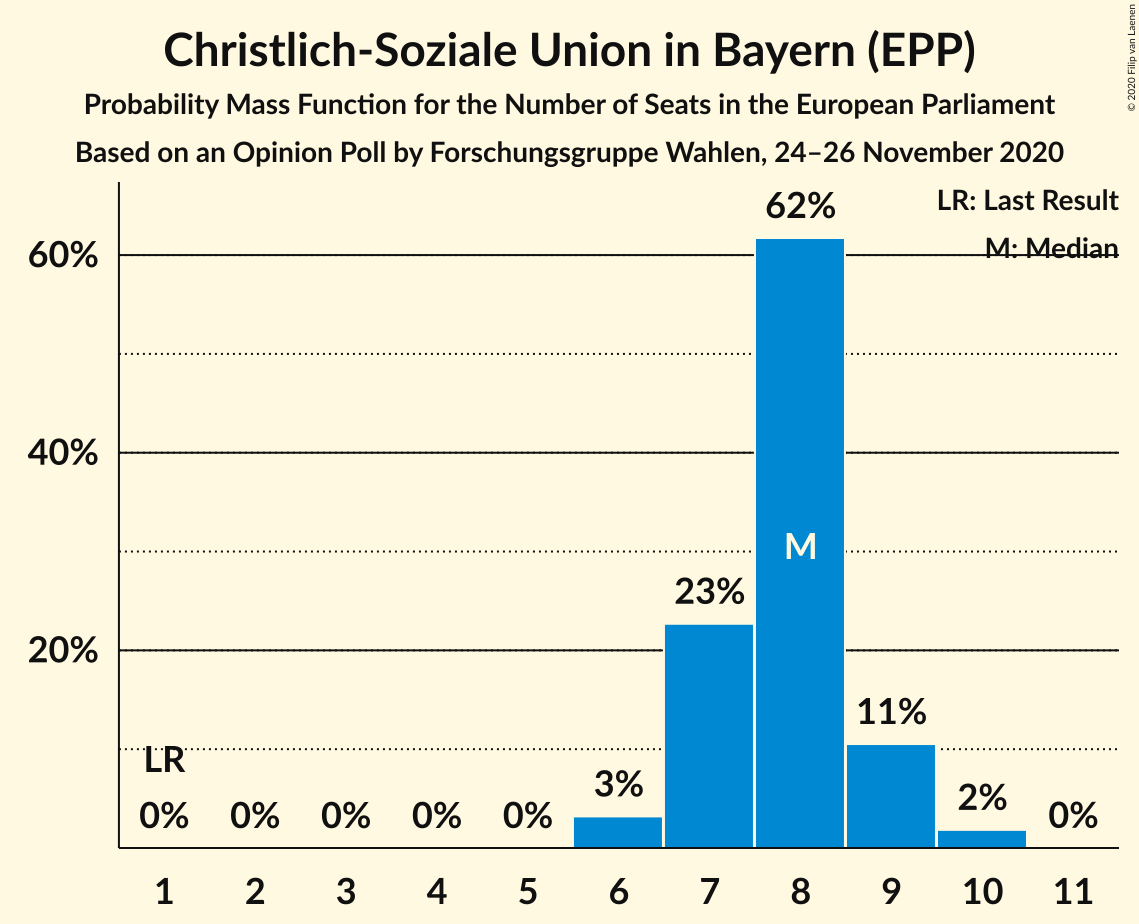 Christlich-Soziale Union in Bayern (EPP)
Probability Mass Function for the Number of Seats in the European Parliament
Based on an Opinion Poll by Forschungsgruppe Wahlen, 24–26 November 2020
© 2020 Filip van Laenen
LR: Last Result
M: Median
60%
40%
20%
62%
M
23%
11%
LR
3%
2%
0%
0%
0%
0%
0%
0%
1 2 3 4 5 6 7 8 9 10 11